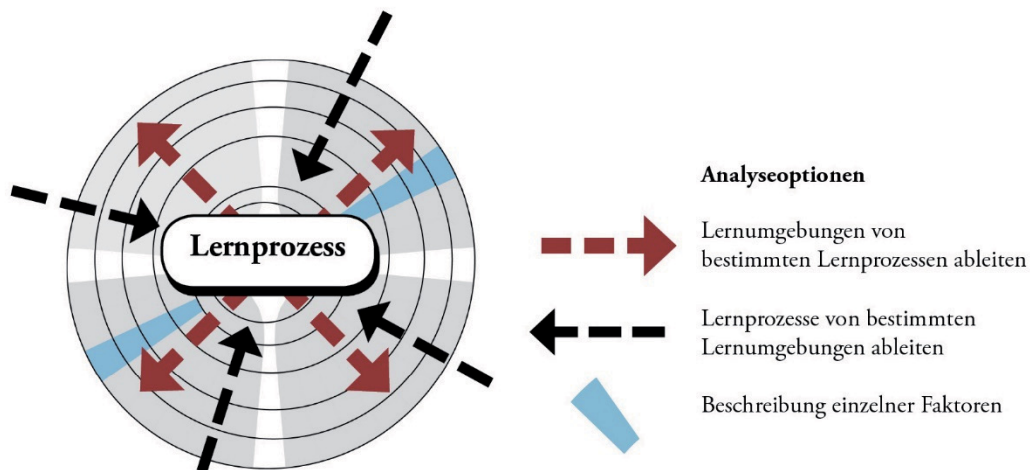 Lernprozess
Analyseoptionen
Lernumgebungen von
bestimmten Lernprozessen ableiten
Lernprozesse von bestimmten
Lernumgebungen ableiten
Beschreibung einzelner Faktoren